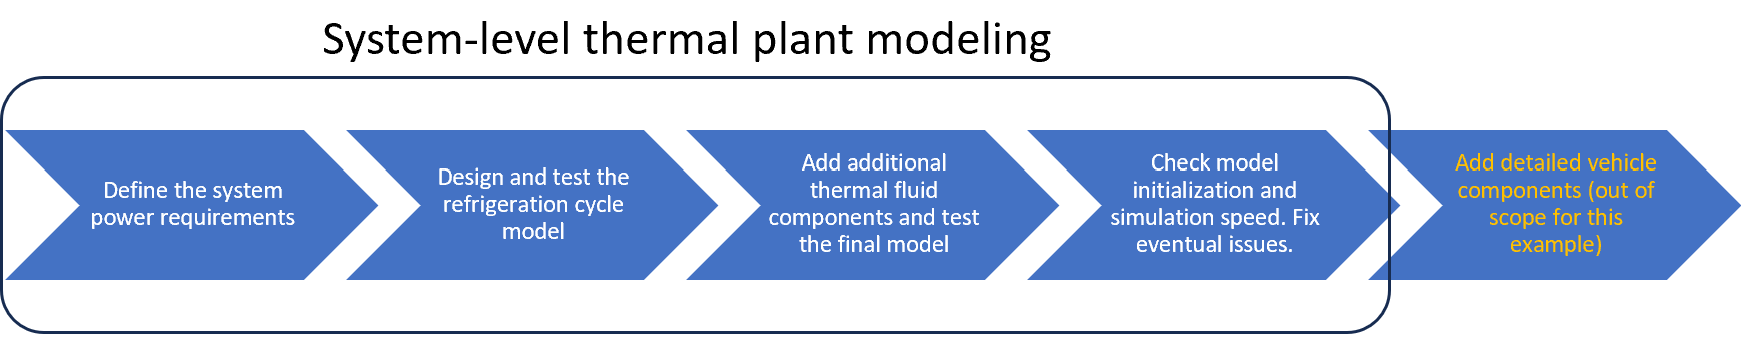 System-level thermal plant modeling
Define the system
power requirements
Design and test the
refrigeration cycle
model
Add additional
thermal fluid
components and test
the final model
Check model
initialization and
simulation speed. Fix
eventual issues.
Add detailed vehicle
components (out of
scope for this
example)